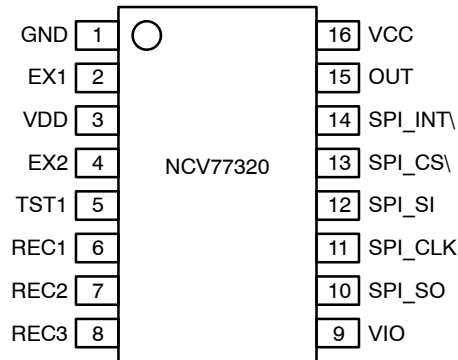 GND 1 16 VCC
EX1 2 15 OUT
VDD 3 14 SPI_INT\
EX2 4 NCV77320 13 SPI_CS\
TST1 5 12 SPI_SI
REC1 6 11 SPI_CLK
REC2 7 10 SPI_SO
REC3 8 9 VIO